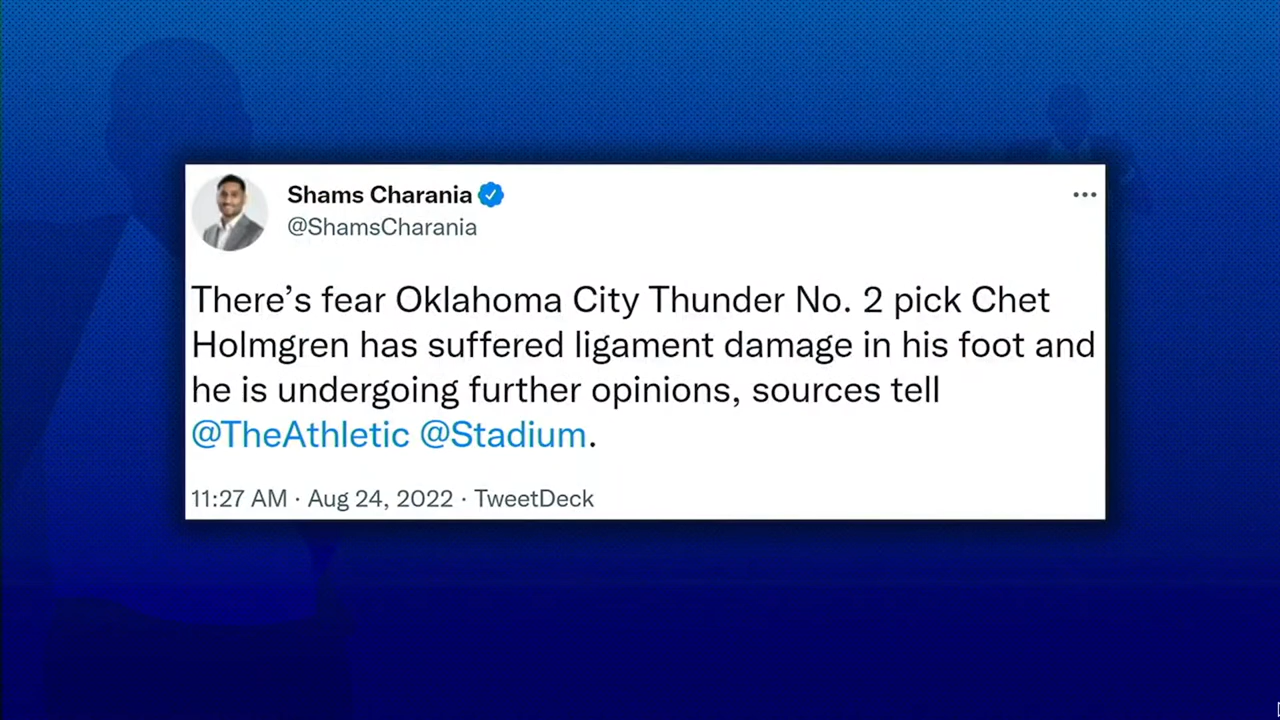 Shams Charania
@ShamsCharania
There’s fear Oklahoma City Thunder No. 2 pick Chet
Holmgren has suffered ligament damage in his foot and
he is undergoing further opinions, sources tell
@TheAthletic @Stadium.
11:27 AM · Aug 24, 2022 · TweetDeck